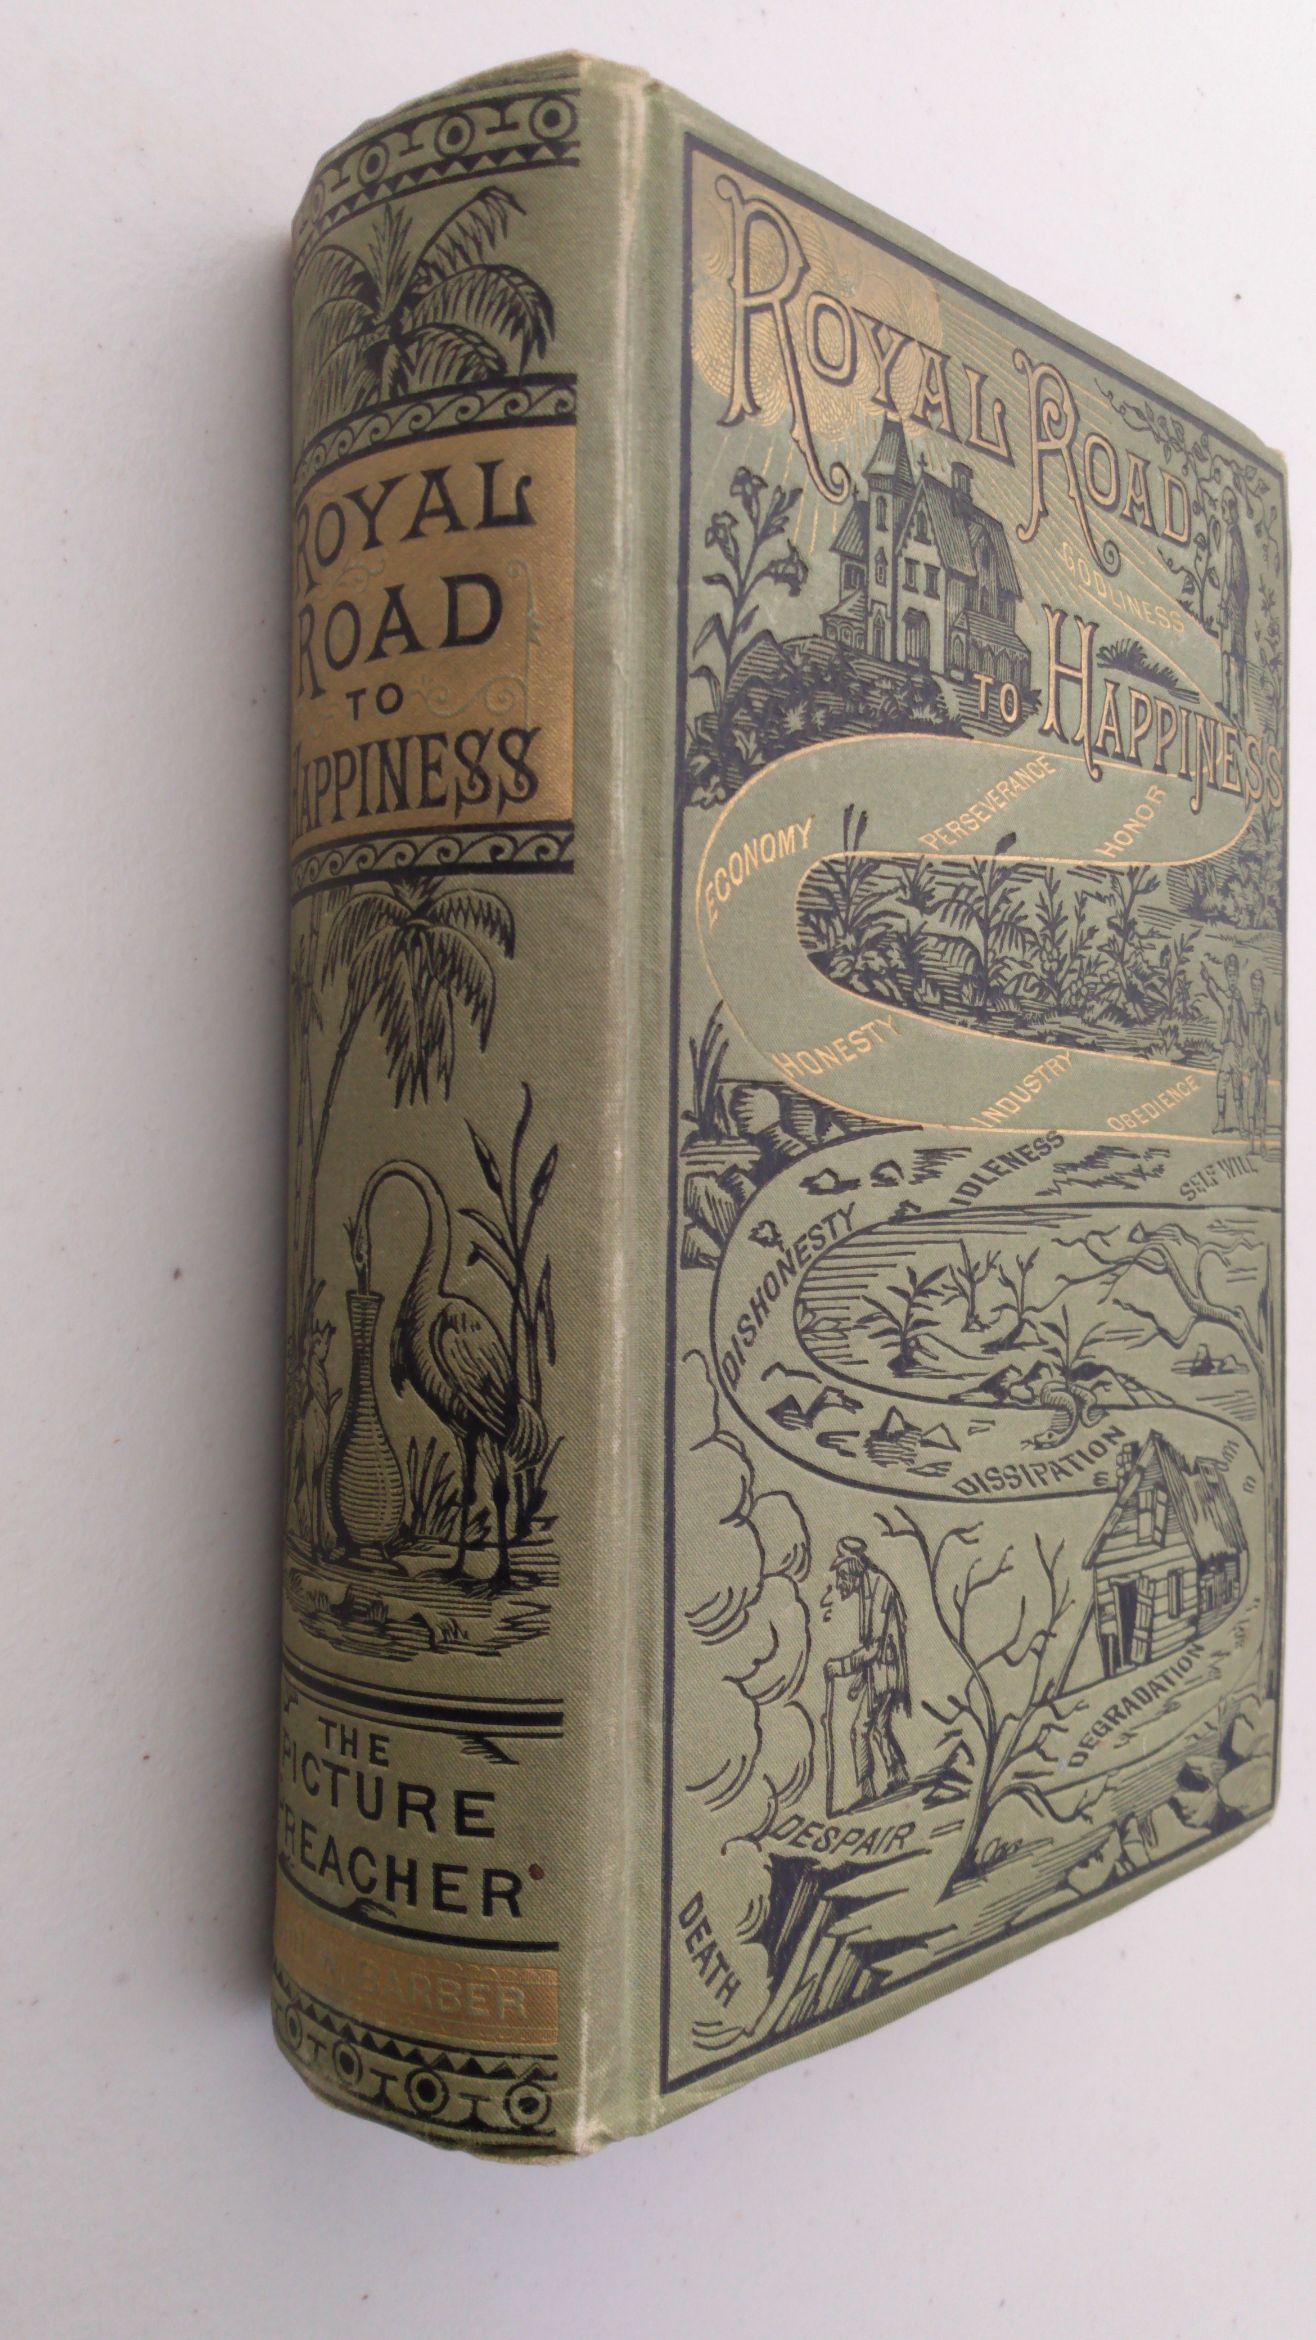 ROYAL
ROAD
TO
HAPPINESS
THE
PICTURE
PREACHER
BARBER
ROYAL ROAD
TO HAPPINESS
GODLINESS
HONOR
PERSEVERANCE
ECONOMY
HONESTY
INDUSTRY
OBEDIENCE
SELF WILL
IDLENESS
DISHONESTY
DISSIPATION
DEGRADATION
DESPAIR
DEATH